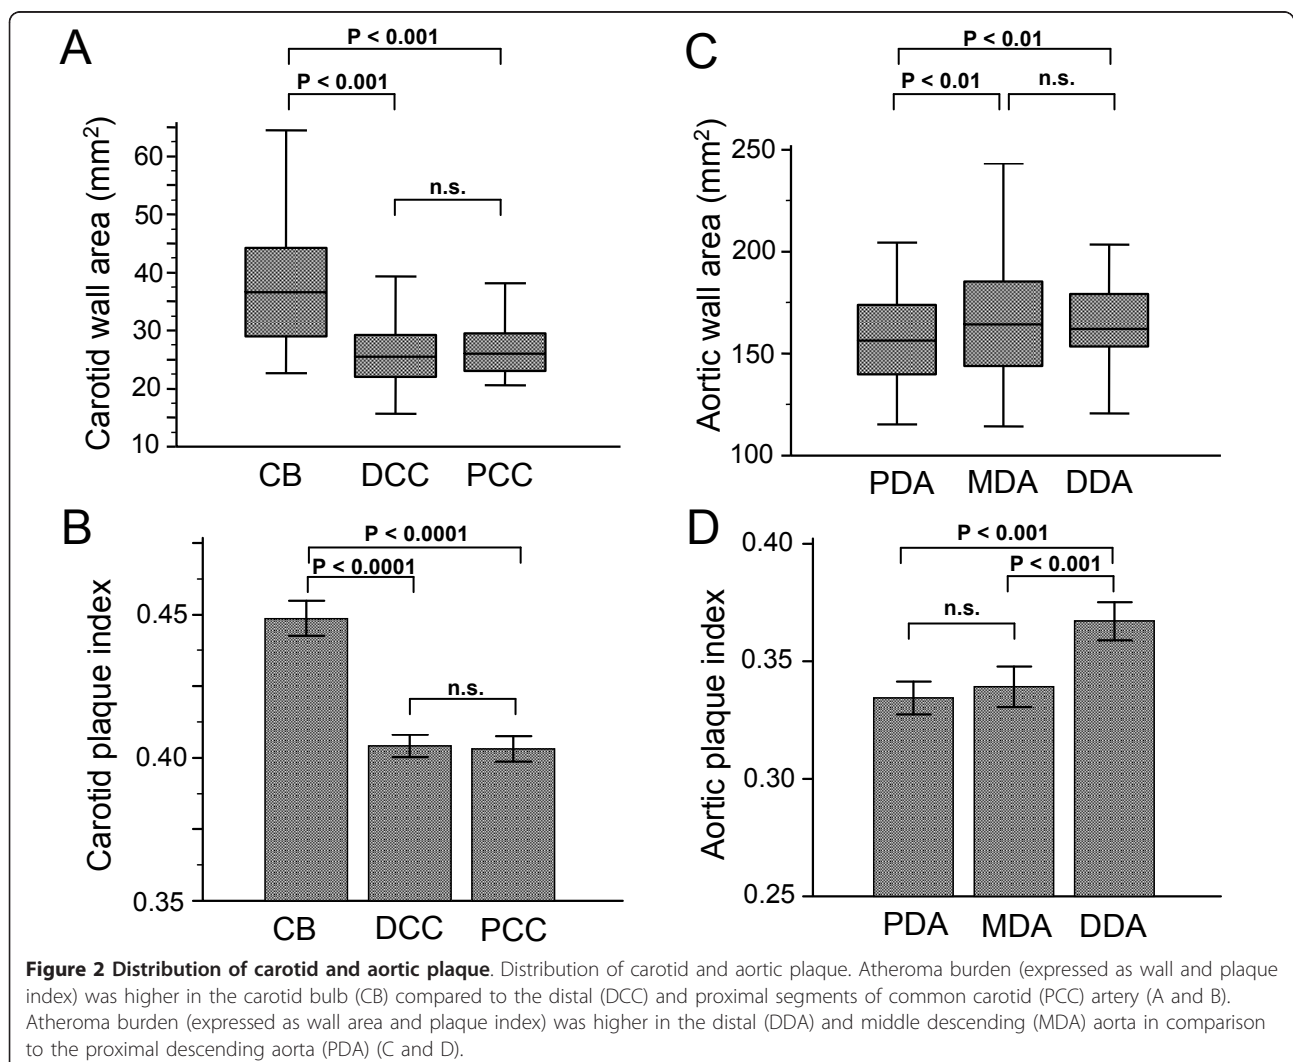 A
P < 0.001
P < 0.001
n.s.
Carotid wall area (mm²)
60
50
40
30
20
10
CB DCC PCC
C
P < 0.01
P < 0.01 n.s.
Aortic wall area (mm²)
250
200
150
100
PDA MDA DDA
B
P < 0.0001
P < 0.0001
n.s.
Carotid plaque index
0.45
0.40
0.35
CB DCC PCC
D
P < 0.001
P < 0.001
n.s.
Aortic plaque index
0.40
0.35
0.30
0.25
PDA MDA DDA
Figure 2 Distribution of carotid and aortic plaque. Distribution of carotid and aortic plaque. Atheroma burden (expressed as wall and plaque
index) was higher in the carotid bulb (CB) compared to the distal (DCC) and proximal segments of common carotid (PCC) artery (A and B).
Atheroma burden (expressed as wall area and plaque index) was higher in the distal (DDA) and middle descending (MDA) aorta in comparison
to the proximal descending aorta (PDA) (C and D).